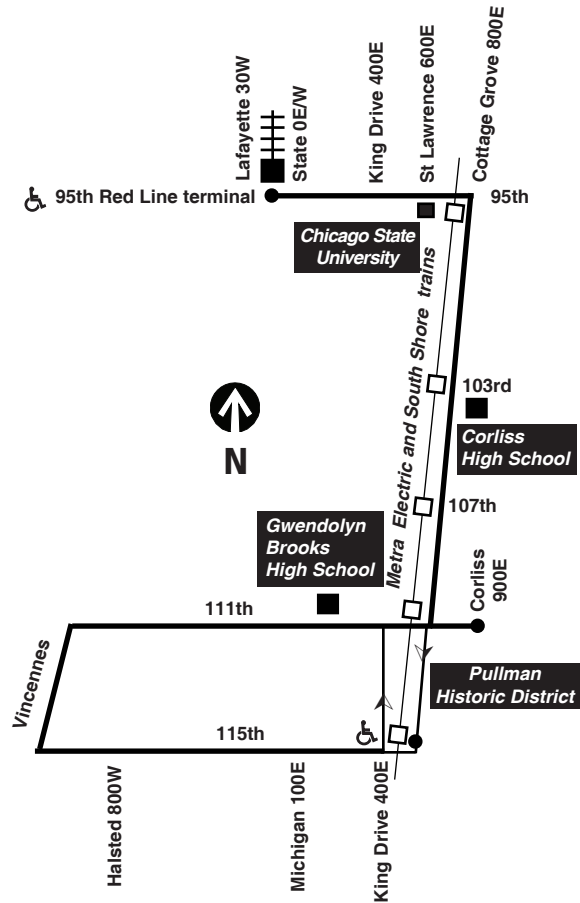 Lafayette 30W
State 0E/W
King Drive 400E
St Lawrence 600E
Cottage Grove 800E
95th Red Line terminal
95th
Chicago State
University
Metra Electric and South Shore trains
103rd
Corliss
High School
N
107th
Gwendolyn
Brooks
High School
Corliss
900E
111th
Vincennes
Pullman
Historic District
115th
Halsted 800W
Michigan 100E
King Drive 400E